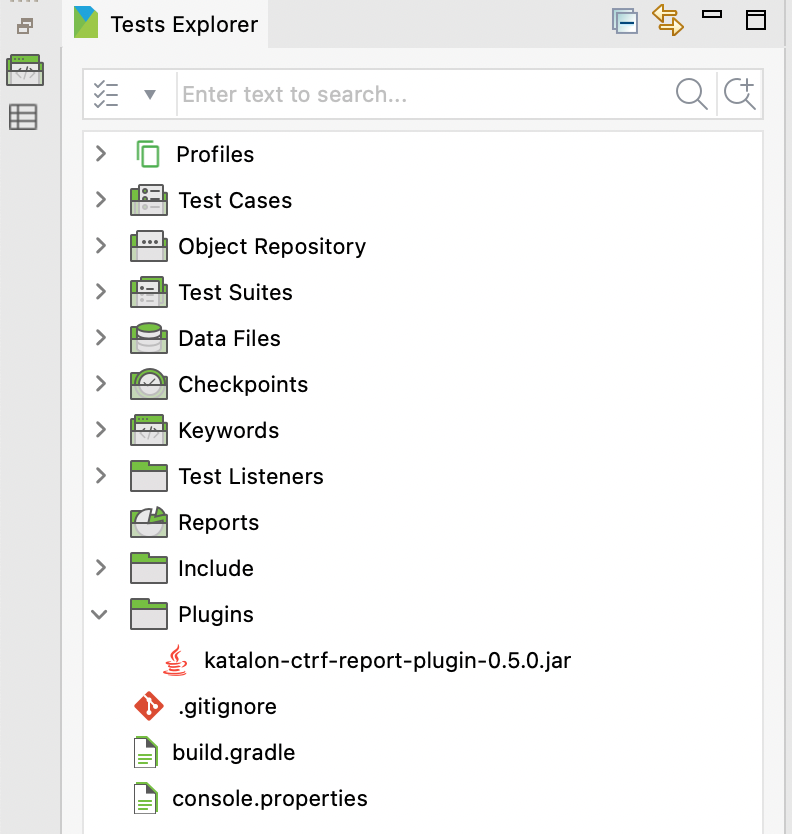 Tests Explorer
Enter text to search...
Profiles
Test Cases
Object Repository
Test Suites
Data Files
Checkpoints
Keywords
Test Listeners
Reports
Include
Plugins
katalon-ctrf-report-plugin-0.5.0.jar
.gitignore
build.gradle
console.properties